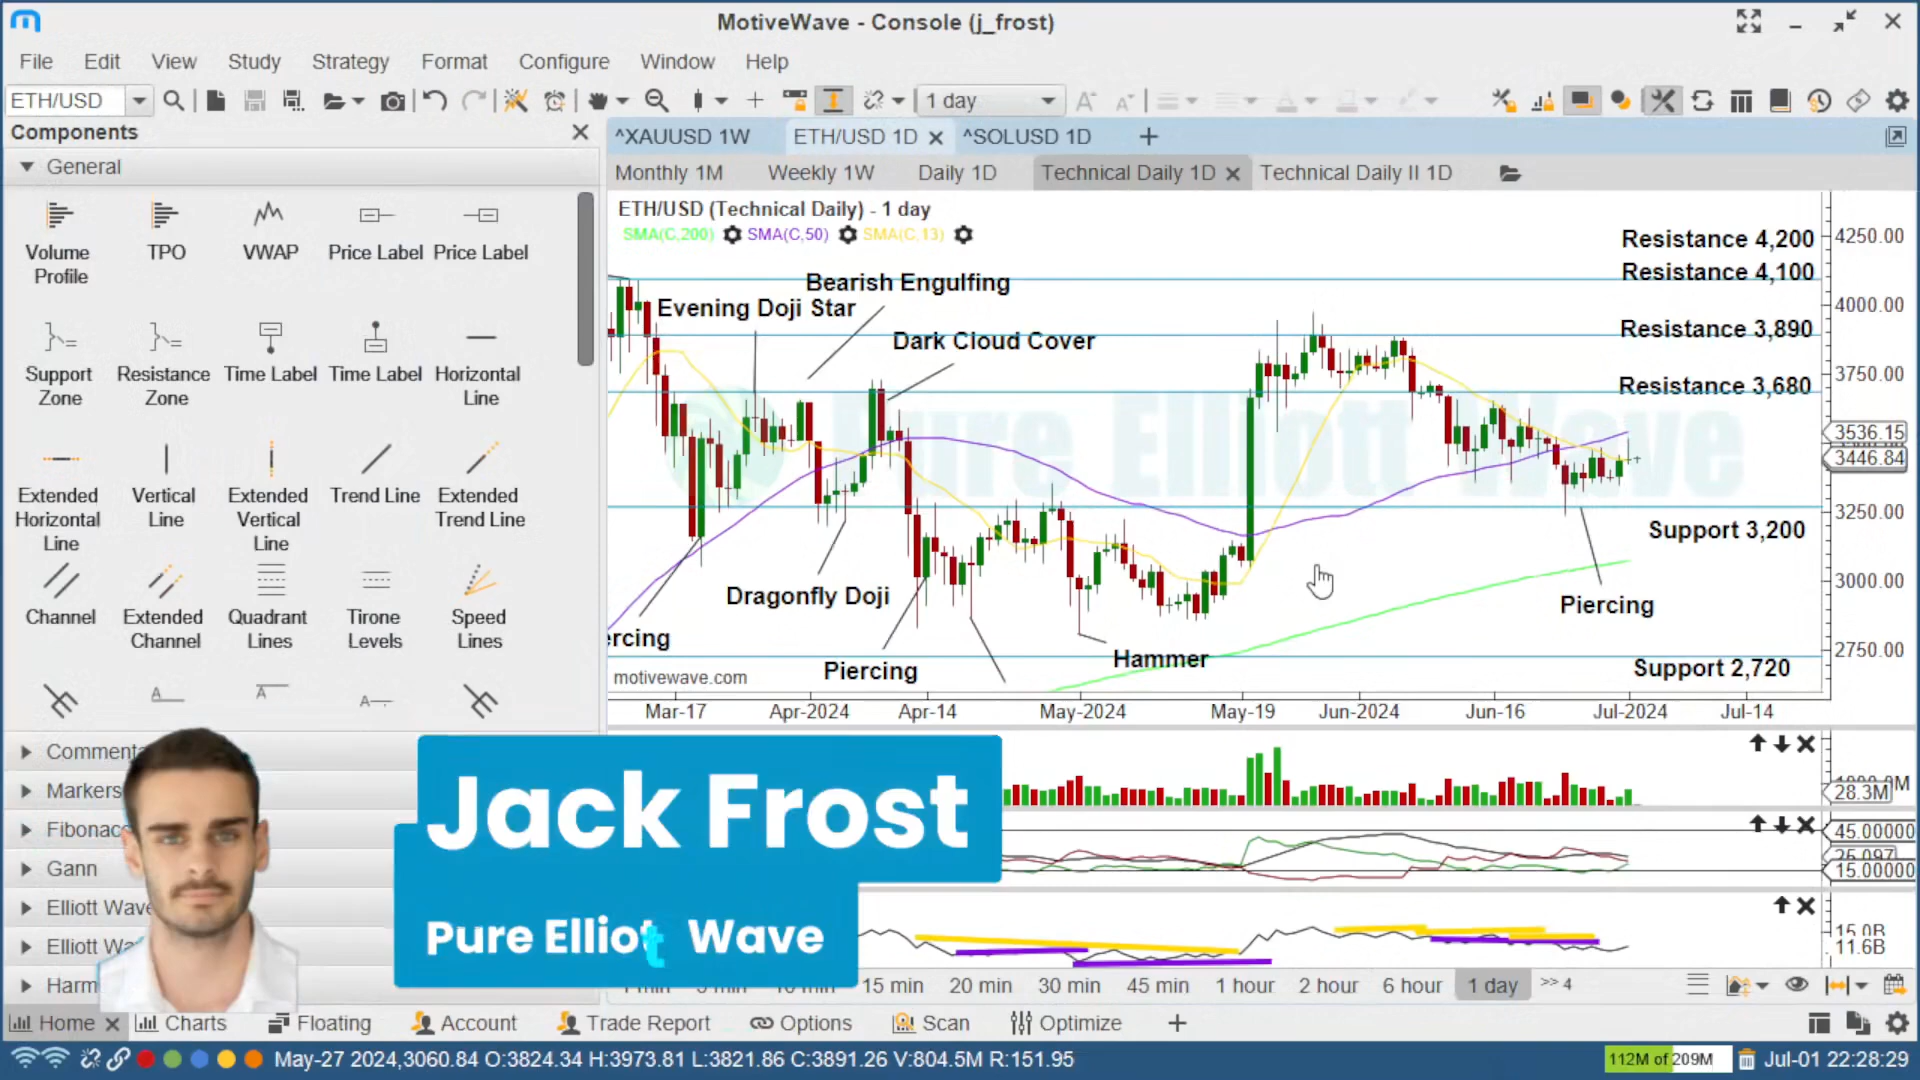 MotiveWave - Console (j_frost)
File Edit View Study Strategy Format Configure Window Help
ETH/USD
1 day
Components
General
^XAUUSD 1W ETH/USD 1D ^SOLUSD 1D
Monthly 1M Weekly 1W Daily 1D Technical Daily 1D Technical Daily II 1D
Volume Profile
TPO
VWAP
Price Label
Price Label
Support Zone
Resistance Zone
Time Label
Time Label
Horizontal Line
Extended Horizontal Line
Vertical Line
Extended Vertical Line
Trend Line
Extended Trend Line
Channel
Extended Channel
Quadrant Lines
Tirone Levels
Speed Lines
ETH/USD (Technical Daily) - 1 day
SMA(C,200) SMA(C,50) SMA(C,13)
Resistance 4,200
Resistance 4,100
Resistance 3,890
Resistance 3,680
Support 3,200
Support 2,720
Bearish Engulfing
Evening Doji Star
Dark Cloud Cover
Dragonfly Doji
ercing
Piercing
Hammer
Piercing
Pure Elliott Wave
motivewave.com
4250.00
4000.00
3750.00
3536.15
3446.84
3250.00
3000.00
2750.00
Mar-17 Apr-2024 Apr-14 May-2024 May-19 Jun-2024 Jun-16 Jul-2024 Jul-14
28.3M
45.00000
15.00000
15.0B
11.6B
Commenta
Markers
Fibonac
Gann
Elliott Wave
Elliott Wa
Harm
Jack Frost
Pure Elliott Wave
15 min 20 min 30 min 45 min 1 hour 2 hour 6 hour 1 day >> 4
Home Charts Floating Account Trade Report Options Scan Optimize
May-27 2024,3060.84 O:3824.34 H:3973.81 L:3821.86 C:3891.26 V:804.5M R:151.95
112M of 209M
Jul-01 22:28:29